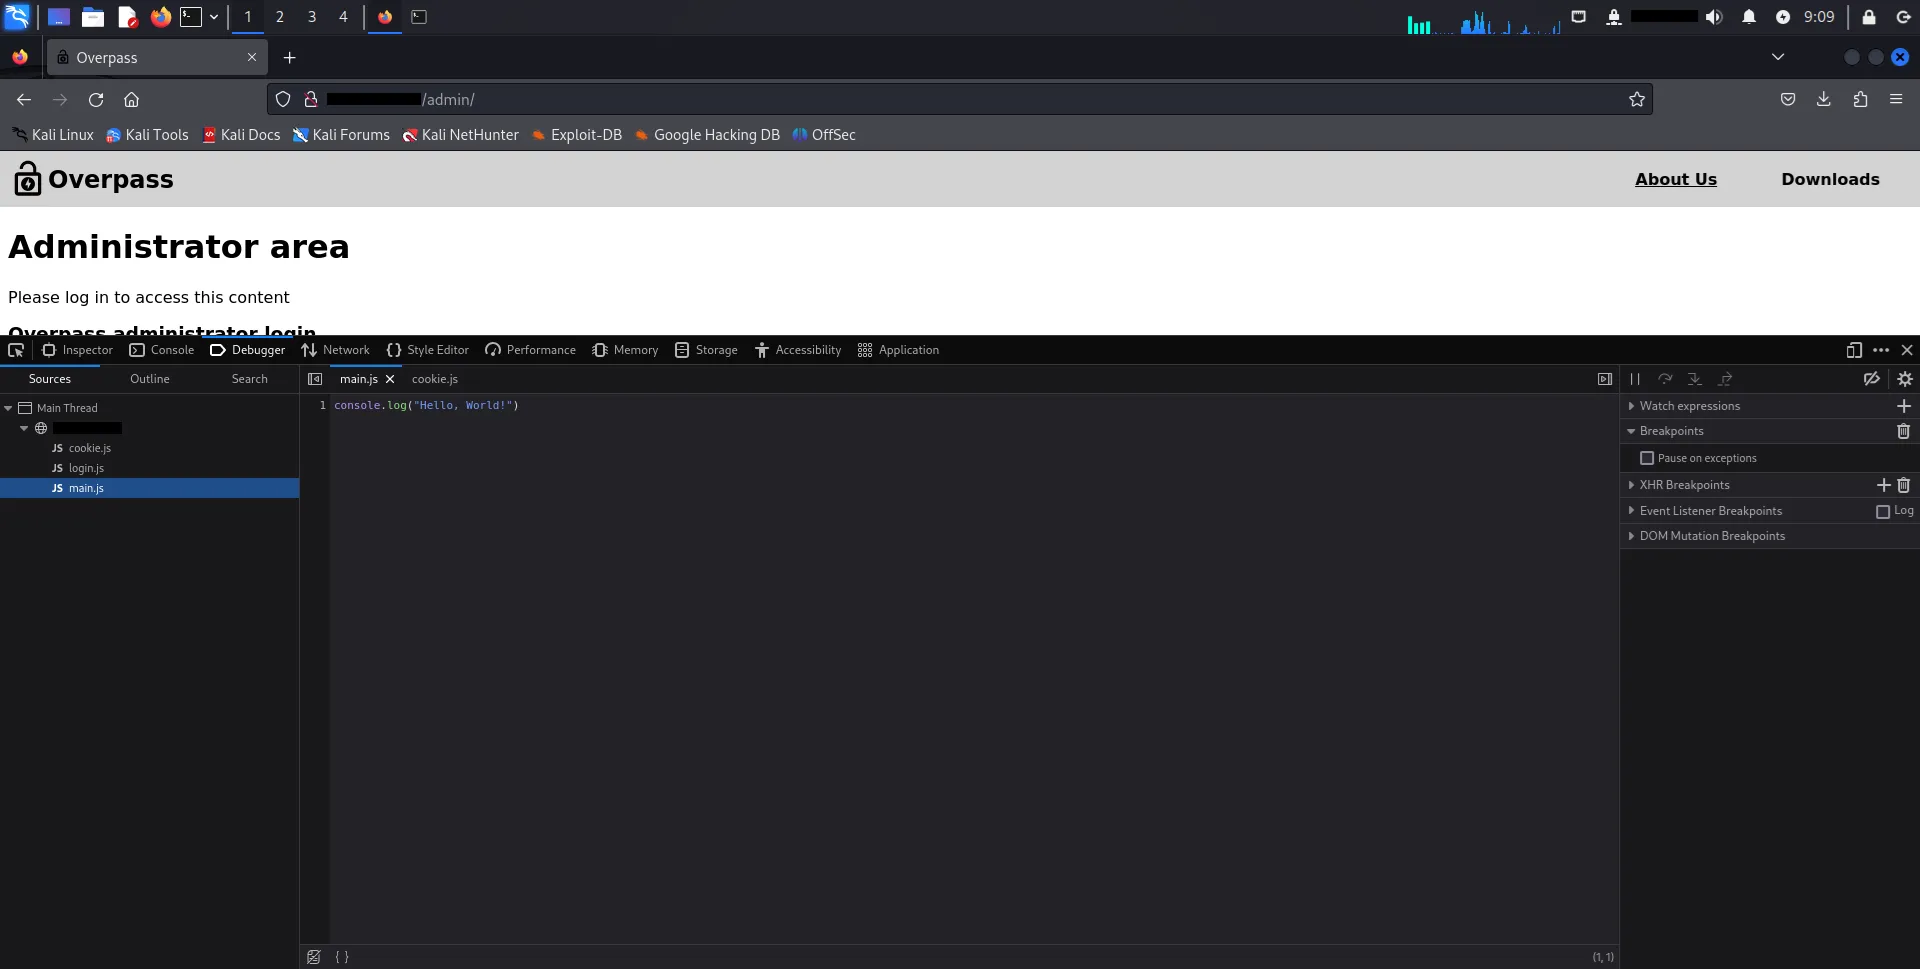 1 2 3 4 9:09
Overpass
/admin/
Kali Linux Kali Tools Kali Docs Kali Forums Kali NetHunter Exploit-DB Google Hacking DB OffSec
Overpass About Us Downloads
Administrator area
Please log in to access this content
Overpass administrator login
Inspector Console Debugger Network Style Editor Performance Memory Storage Accessibility Application
Sources Outline Search main.js cookie.js
Main Thread
cookie.js
login.js
main.js
1 console.log("Hello, World!")
Watch expressions
Breakpoints
Pause on exceptions
XHR Breakpoints
Event Listener Breakpoints Log
DOM Mutation Breakpoints
{ } (1, 1)